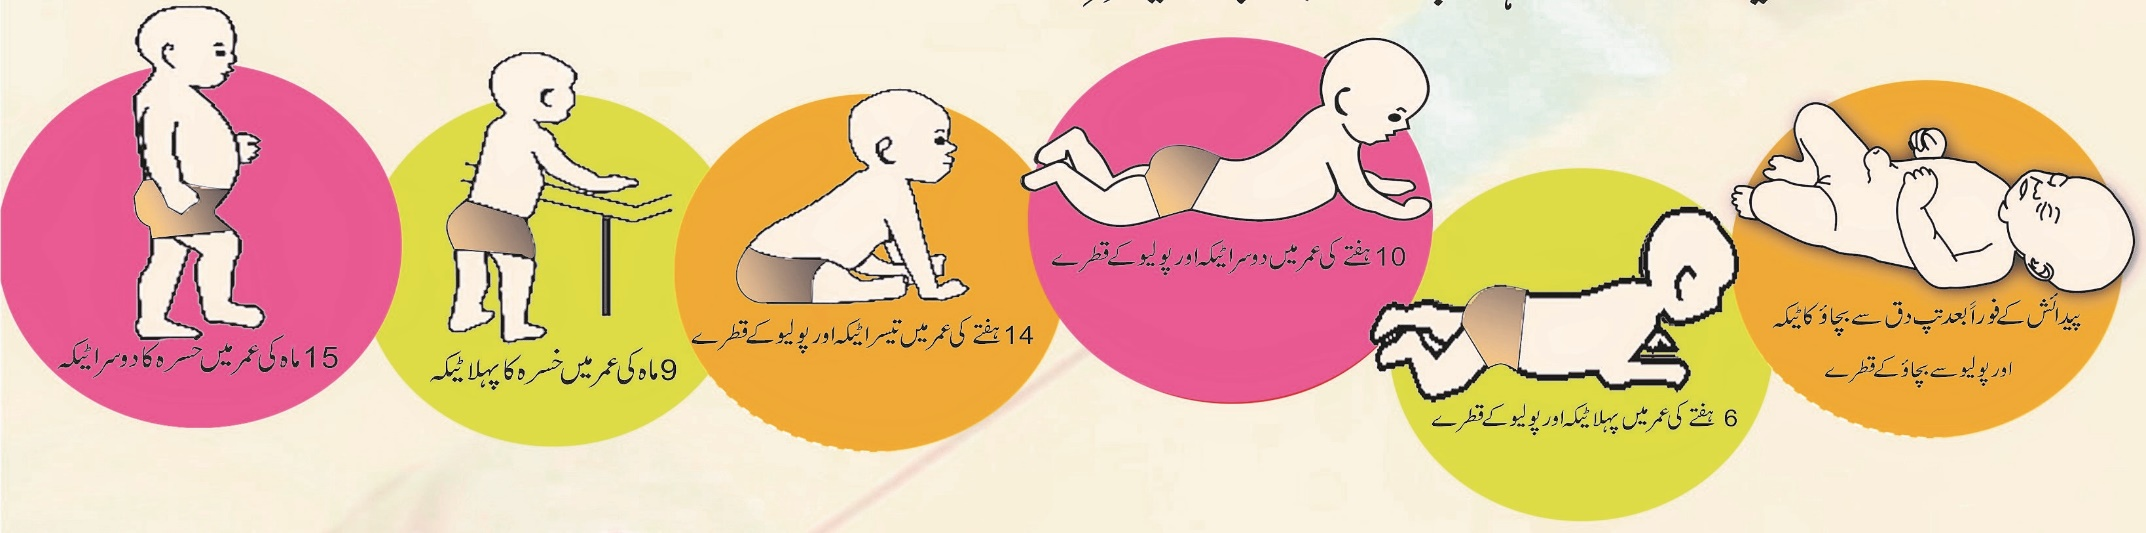 پیدائش کے فوراً بعد تپ دق سے بچاؤ کا ٹیکہ
اور پولیو سے بچاؤ کے قطرے
6 ہفتے کی عمر میں پہلا ٹیکہ اور پولیو کے قطرے
10 ہفتے کی عمر میں دوسرا ٹیکہ اور پولیو کے قطرے
14 ہفتے کی عمر میں تیسرا ٹیکہ اور پولیو کے قطرے
9 ماہ کی عمر میں خسرہ کا پہلا ٹیکہ
15 ماہ کی عمر میں خسرہ کا دوسرا ٹیکہ